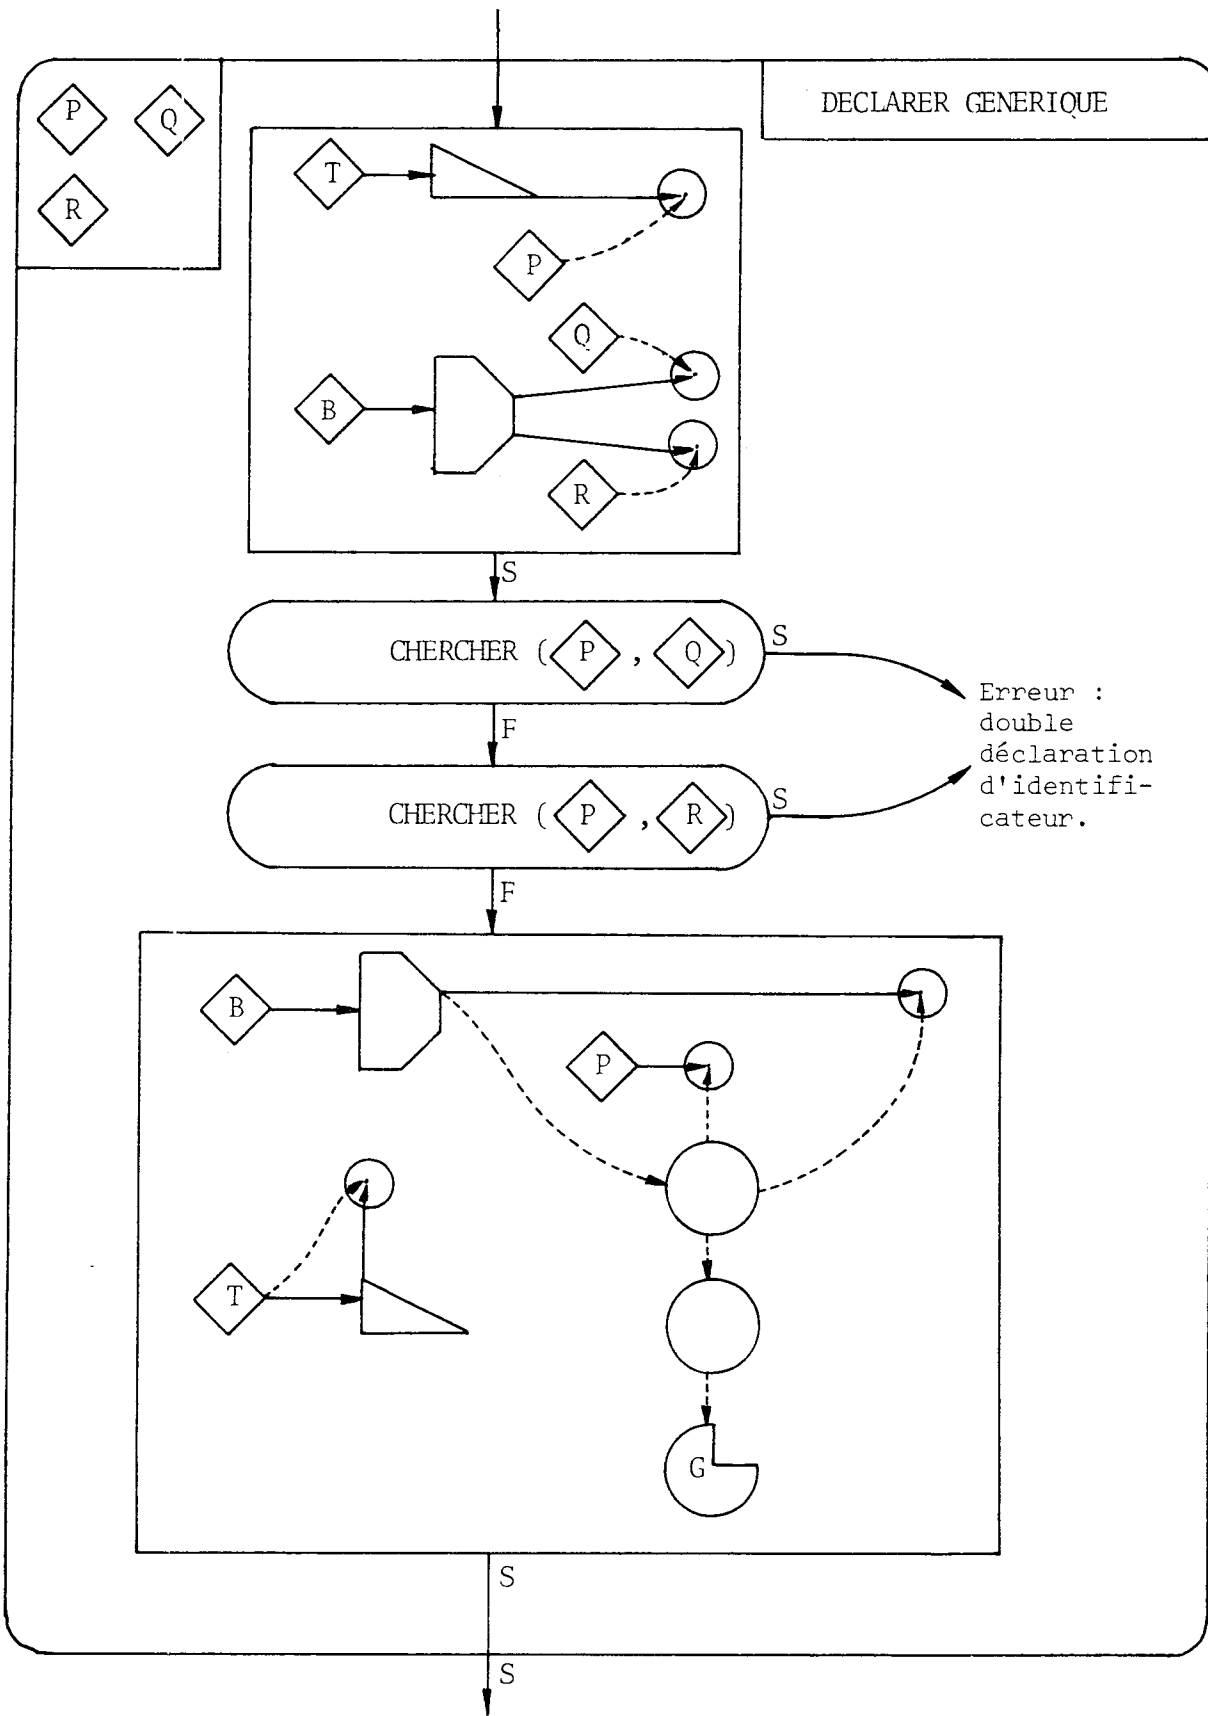 DECLARER GENERIQUE
P Q
R
T
P
Q
B
R
S
CHERCHER ( P , Q )
S
F
Erreur :
double
déclaration
d'identifi-
cateur.
CHERCHER ( P , R )
S
F
B
P
T
G
S
S